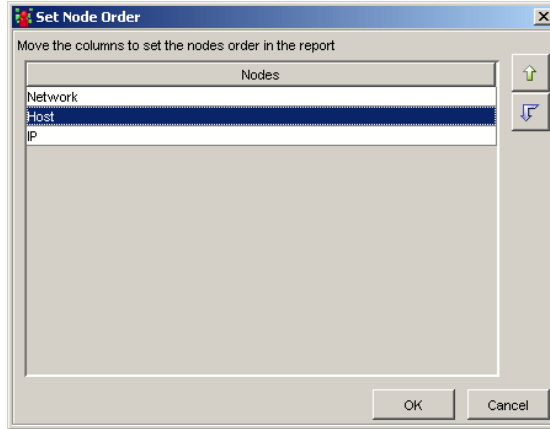 Set Node Order
Move the columns to set the nodes order in the report
Nodes
Network
Host
IP
OK
Cancel